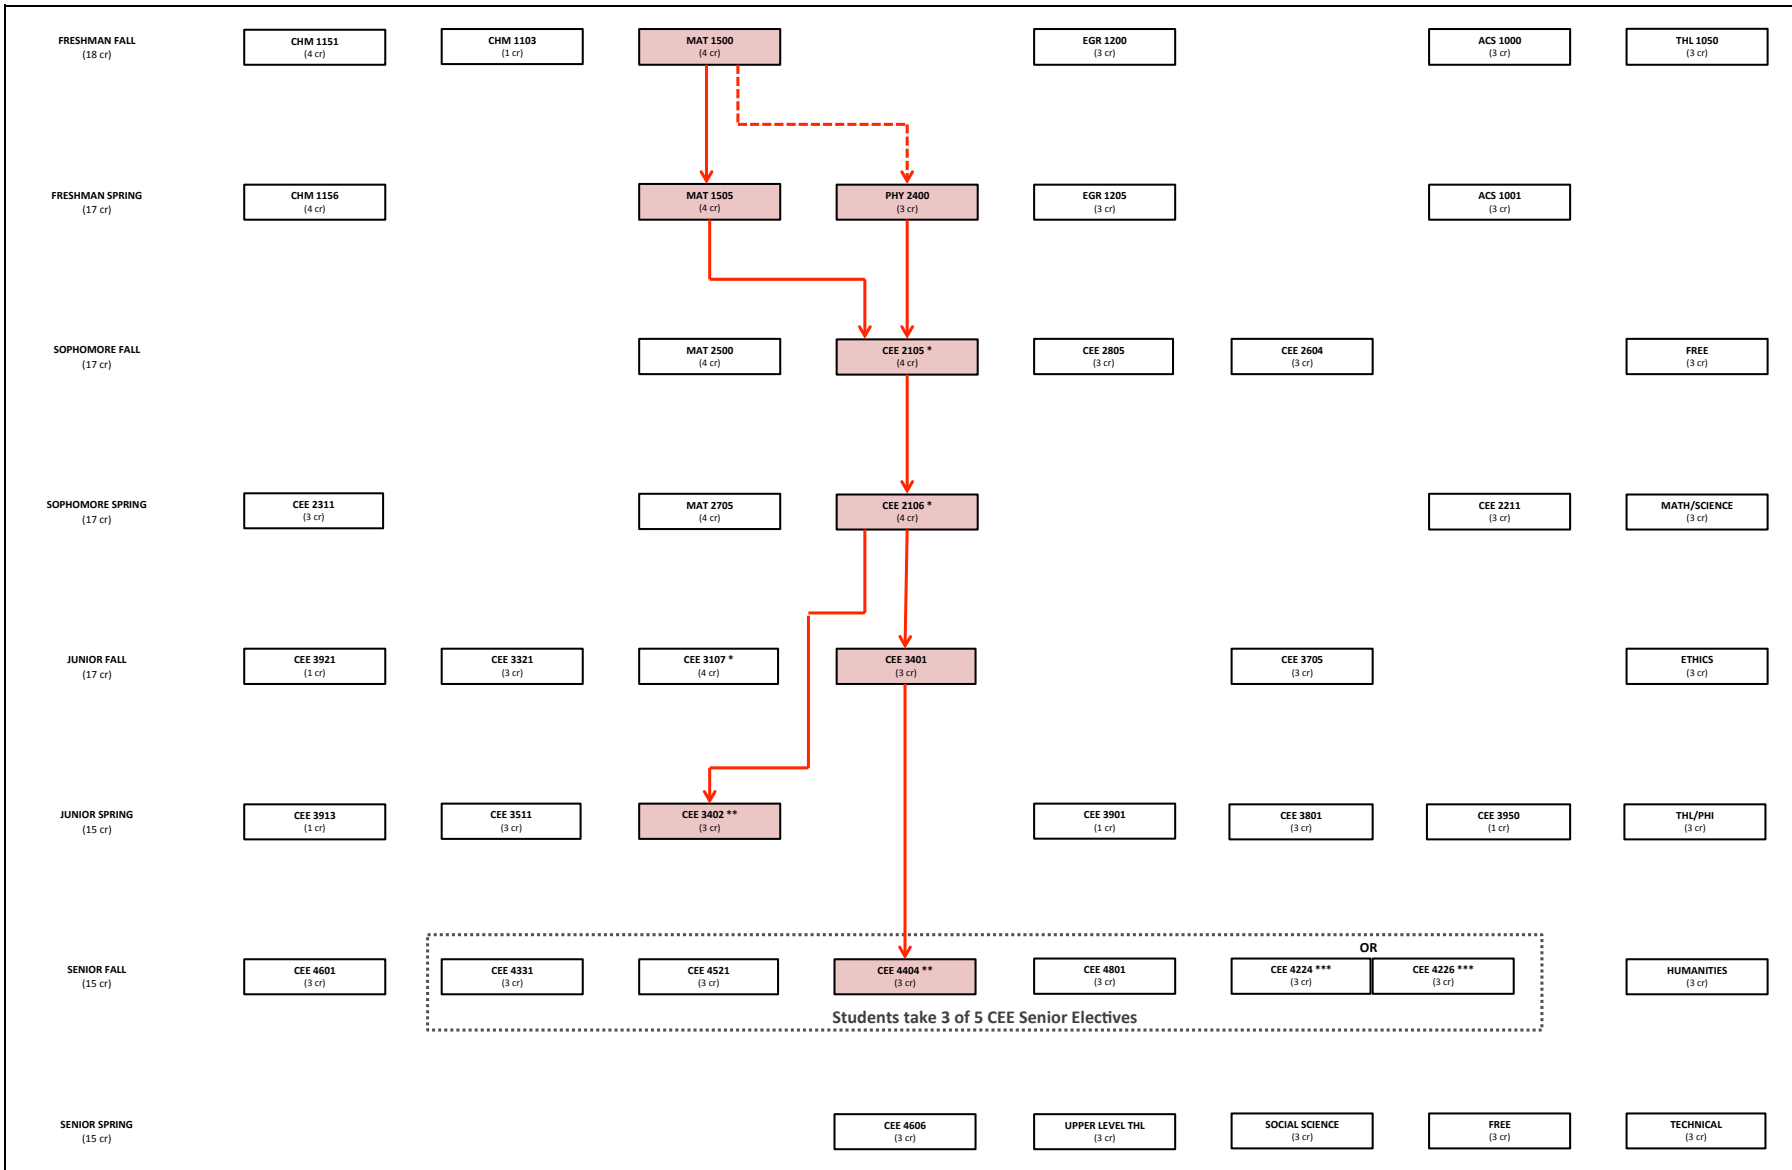 FRESHMAN FALL
(18 cr)
CHM 1151
(4 cr)
CHM 1103
(1 cr)
MAT 1500
(4 cr)
EGR 1200
(3 cr)
ACS 1000
(3 cr)
THL 1050
(3 cr)
FRESHMAN SPRING
(17 cr)
CHM 1156
(4 cr)
MAT 1505
(4 cr)
PHY 2400
(3 cr)
EGR 1205
(3 cr)
ACS 1001
(3 cr)
SOPHOMORE FALL
(17 cr)
MAT 2500
(4 cr)
CEE 2105 *
(4 cr)
CEE 2805
(3 cr)
CEE 2604
(3 cr)
FREE
(3 cr)
SOPHOMORE SPRING
(17 cr)
CEE 2311
(3 cr)
MAT 2705
(4 cr)
CEE 2106 *
(4 cr)
CEE 2211
(3 cr)
MATH/SCIENCE
(3 cr)
JUNIOR FALL
(17 cr)
CEE 3921
(1 cr)
CEE 3321
(3 cr)
CEE 3107 *
(4 cr)
CEE 3401
(3 cr)
CEE 3705
(3 cr)
ETHICS
(3 cr)
JUNIOR SPRING
(15 cr)
CEE 3913
(1 cr)
CEE 3511
(3 cr)
CEE 3402 **
(3 cr)
CEE 3901
(1 cr)
CEE 3801
(3 cr)
CEE 3950
(1 cr)
THL/PHI
(3 cr)
SENIOR FALL
(15 cr)
CEE 4601
(3 cr)
CEE 4331
(3 cr)
CEE 4521
(3 cr)
CEE 4404 **
(3 cr)
CEE 4801
(3 cr)
OR
CEE 4224 ***
(3 cr)
CEE 4226 ***
(3 cr)
HUMANITIES
(3 cr)
Students take 3 of 5 CEE Senior Electives
SENIOR SPRING
(15 cr)
CEE 4606
(3 cr)
UPPER LEVEL THL
(3 cr)
SOCIAL SCIENCE
(3 cr)
FREE
(3 cr)
TECHNICAL
(3 cr)